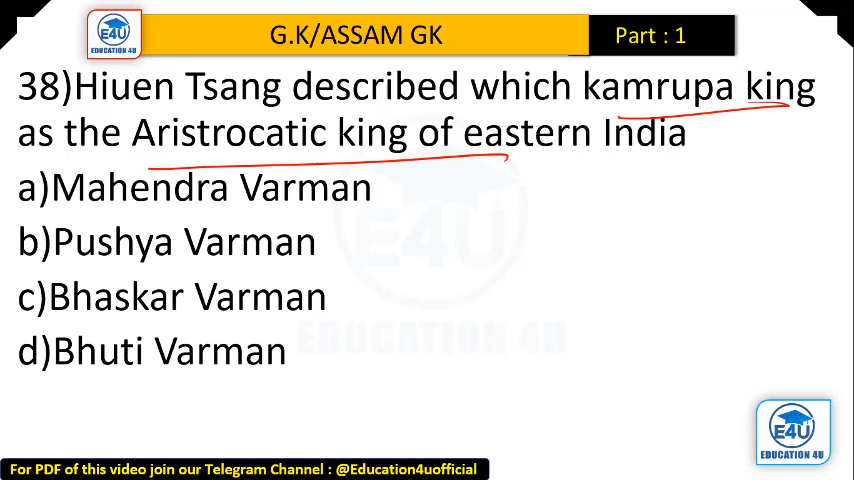 E4U
EDUCATION 4U
G.K/ASSAM GK
Part : 1
38)Hiuen Tsang described which kamrupa king
as the Aristrocatic king of eastern India
a)Mahendra Varman
b)Pushya Varman
c)Bhaskar Varman
d)Bhuti Varman
E4U
EDUCATION 4U
E4U
EDUCATION 4U
For PDF of this video join our Telegram Channel : @Education4uofficial